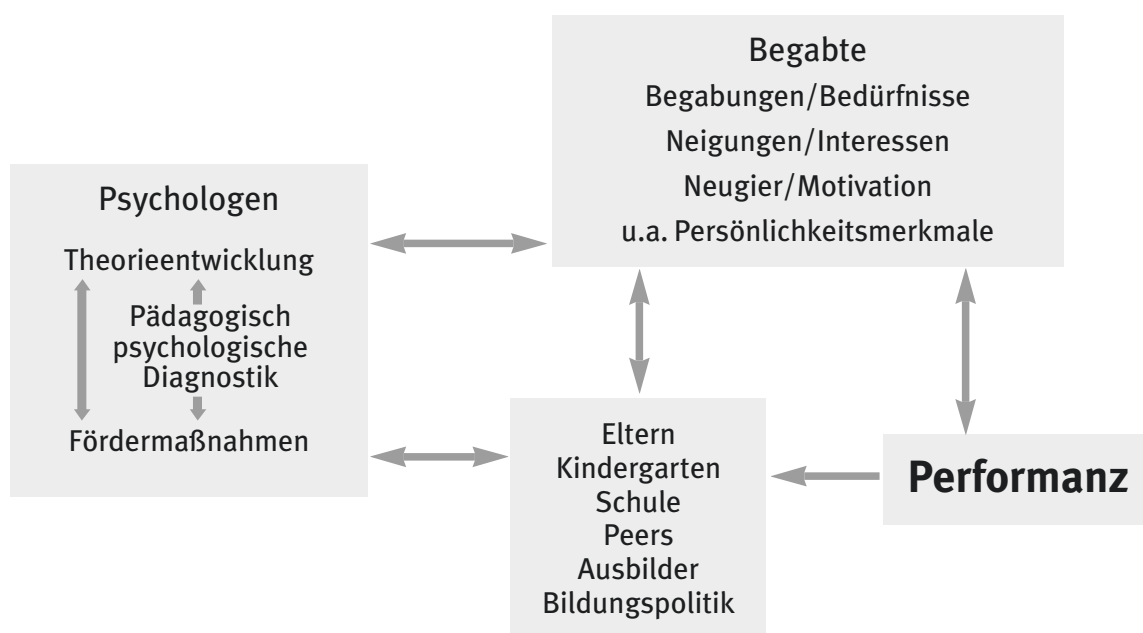 Begabte
Begabungen/Bedürfnisse
Neigungen/Interessen
Neugier/Motivation
u.a. Persönlichkeitsmerkmale
Psychologen
Theorieentwicklung
Pädagogisch
psychologische
Diagnostik
Fördermaßnahmen
Eltern
Kindergarten
Schule
Peers
Ausbilder
Bildungspolitik
Performanz